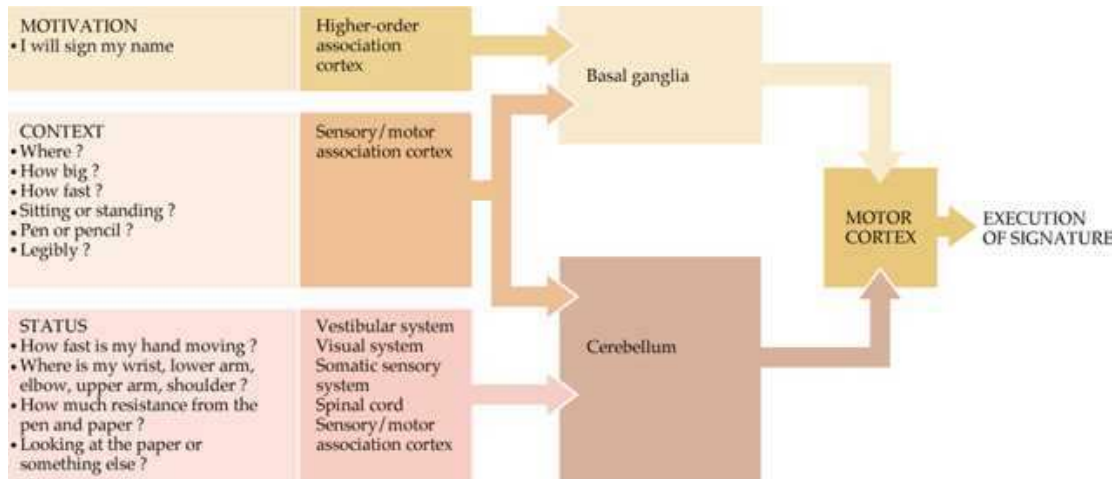 MOTIVATION
• I will sign my name
Higher-order
association
cortex
Basal ganglia
CONTEXT
• Where ?
• How big ?
• How fast ?
• Sitting or standing ?
• Pen or pencil ?
• Legibly ?
Sensory/motor
association cortex
MOTOR
CORTEX
EXECUTION
OF SIGNATURE
STATUS
• How fast is my hand moving ?
• Where is my wrist, lower arm,
elbow, upper arm, shoulder ?
• How much resistance from the
pen and paper ?
• Looking at the paper or
something else ?
Vestibular system
Visual system
Somatic sensory
system
Spinal cord
Sensory/motor
association cortex
Cerebellum